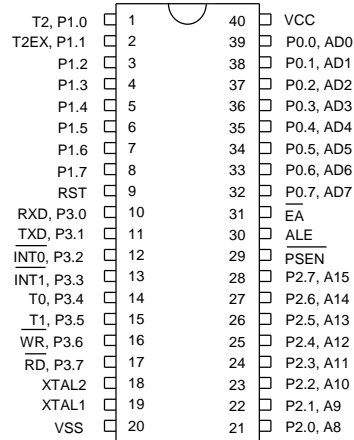 T2, P1.0 1 40 VCC
T2EX, P1.1 2 39 P0.0, AD0
P1.2 3 38 P0.1, AD1
P1.3 4 37 P0.2, AD2
P1.4 5 36 P0.3, AD3
P1.5 6 35 P0.4, AD4
P1.6 7 34 P0.5, AD5
P1.7 8 33 P0.6, AD6
RST 9 32 P0.7, AD7
RXD, P3.0 10 31 EA
TXD, P3.1 11 30 ALE
INT0, P3.2 12 29 PSEN
INT1, P3.3 13 28 P2.7, A15
T0, P3.4 14 27 P2.6, A14
T1, P3.5 15 26 P2.5, A13
WR, P3.6 16 25 P2.4, A12
RD, P3.7 17 24 P2.3, A11
XTAL2 18 23 P2.2, A10
XTAL1 19 22 P2.1, A9
VSS 20 21 P2.0, A8